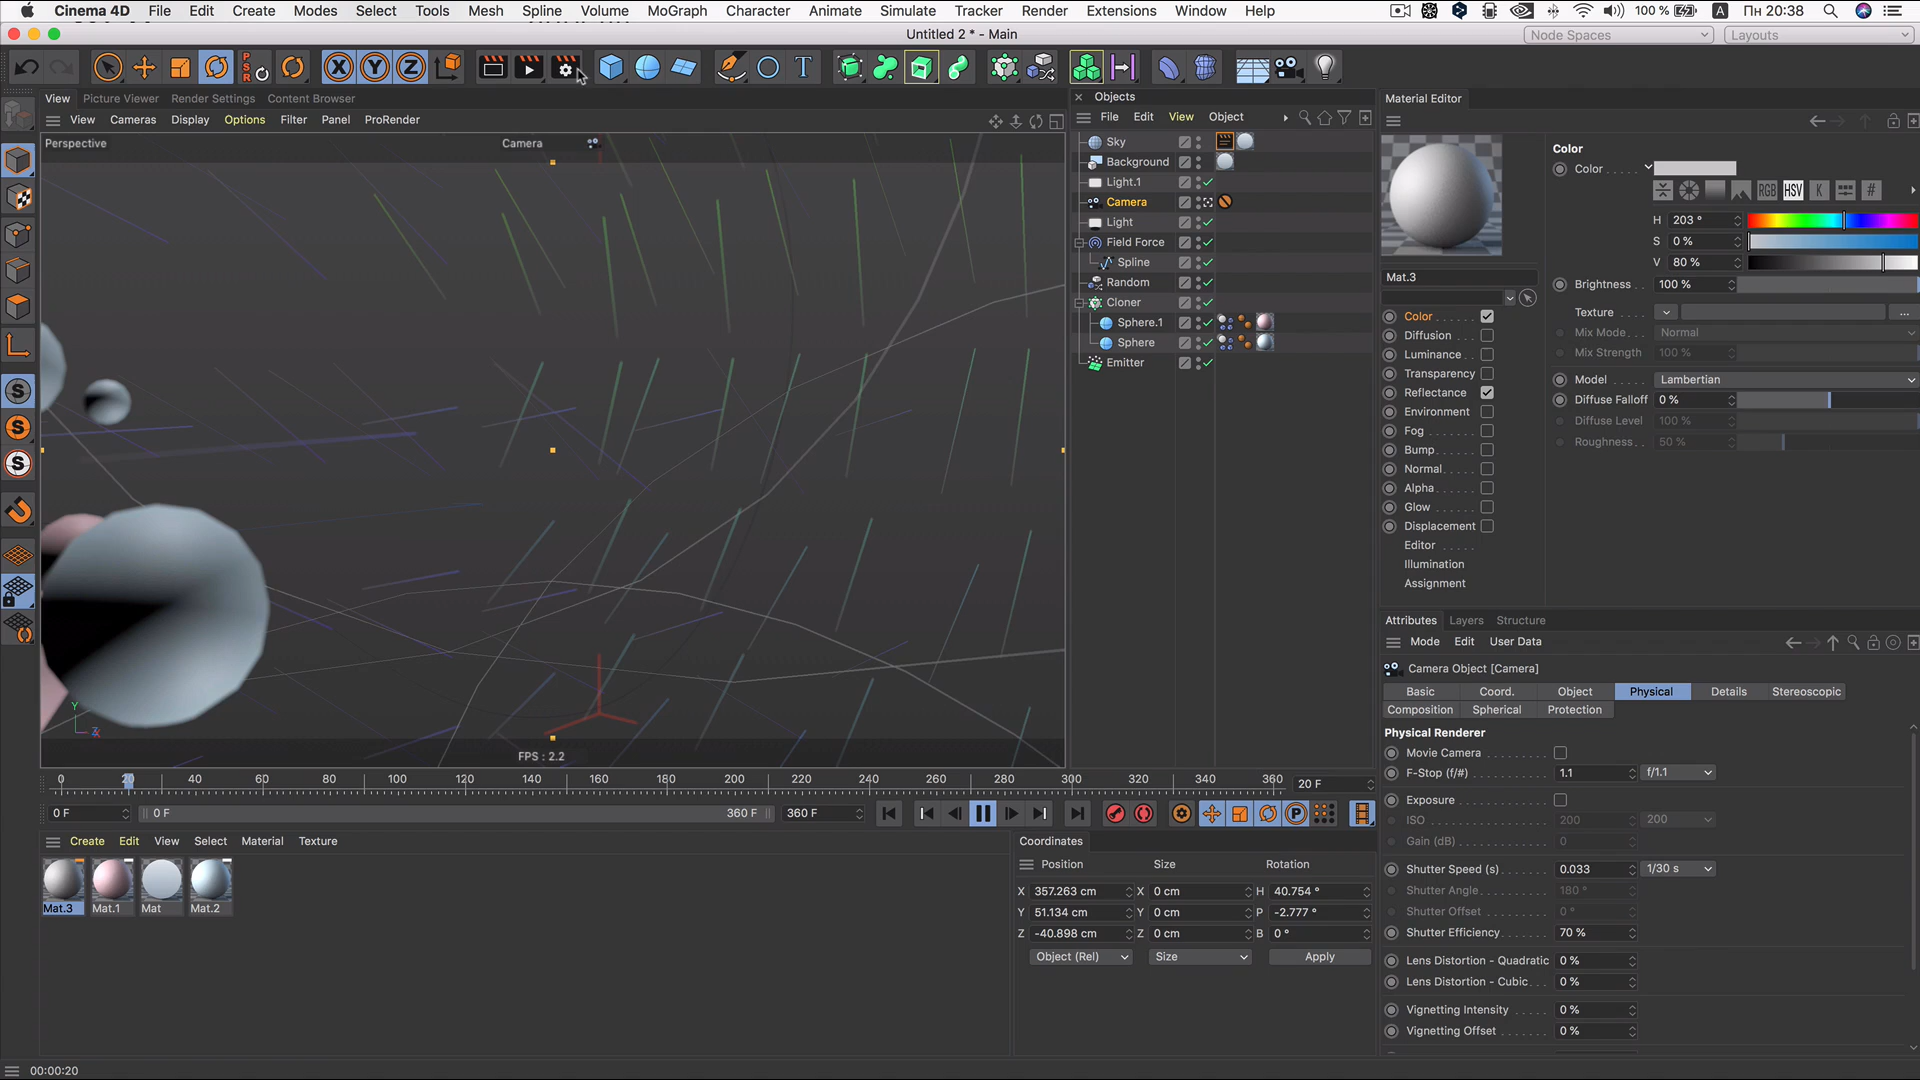 Cinema 4D File Edit Create Modes Select Tools Mesh Spline Volume MoGraph Character Animate Simulate Tracker Render Extensions Window Help 100 % A Пн 20:38
Untitled 2 * - Main
Node Spaces
Layouts
PSR
X Y Z
T
View Picture Viewer Render Settings Content Browser
View Cameras Display Options Filter Panel ProRender
Perspective
Camera
FPS : 2.2
Y
Objects
File Edit View Object
Sky
Background
Light.1
Camera
Light
Field Force
Spline
Random
Cloner
Sphere.1
Sphere
Emitter
Material Editor
Mat.3
Color
Diffusion
Luminance
Transparency
Reflectance
Environment
Fog
Bump
Normal
Alpha
Glow
Displacement
Editor
Illumination
Assignment
Color
Color
RGB HSV K #
H 203 °
S 0 %
V 80 %
Brightness 100 %
Texture ...
Mix Mode Normal
Mix Strength 100 %
Model Lambertian
Diffuse Falloff 0 %
Diffuse Level 100 %
Roughness 50 %
Attributes Layers Structure
Mode Edit User Data
Camera Object [Camera]
Basic Coord. Object Physical Details Stereoscopic
Composition Spherical Protection
Physical Renderer
Movie Camera
F-Stop (f/#) 1.1 f/1.1
Exposure
ISO 200 200
Gain (dB) 0
Shutter Speed (s) 0.033 1/30 s
Shutter Angle 180 °
Shutter Offset 0 °
Shutter Efficiency 70 %
Lens Distortion - Quadratic 0 %
Lens Distortion - Cubic 0 %
Vignetting Intensity 0 %
Vignetting Offset 0 %
0 20 40 60 80 100 120 140 160 180 200 220 240 260 280 300 320 340 360 20 F
0 F 0 F 360 F 360 F
P
Create Edit View Select Material Texture
Mat.3 Mat.1 Mat Mat.2
Coordinates
Position Size Rotation
X 357.263 cm X 0 cm H 40.754 °
Y 51.134 cm Y 0 cm P -2.777 °
Z -40.898 cm Z 0 cm B 0 °
Object (Rel) Size Apply
00:00:20